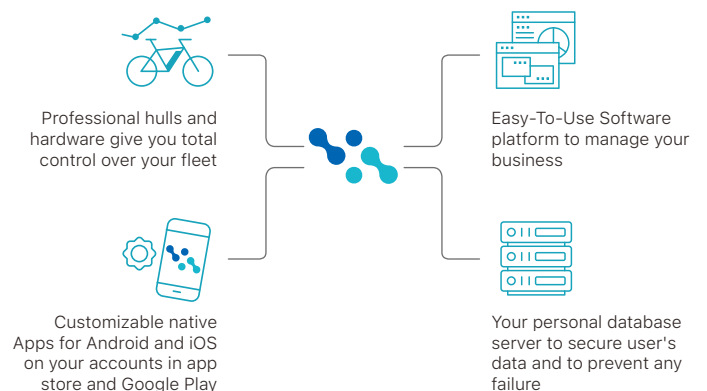 Professional hulls and
hardware give you total
control over your fleet
Easy-To-Use Software
platform to manage your
business
Customizable native
Apps for Android and iOS
on your accounts in app
store and Google Play
Your personal database
server to secure user's
data and to prevent any
failure